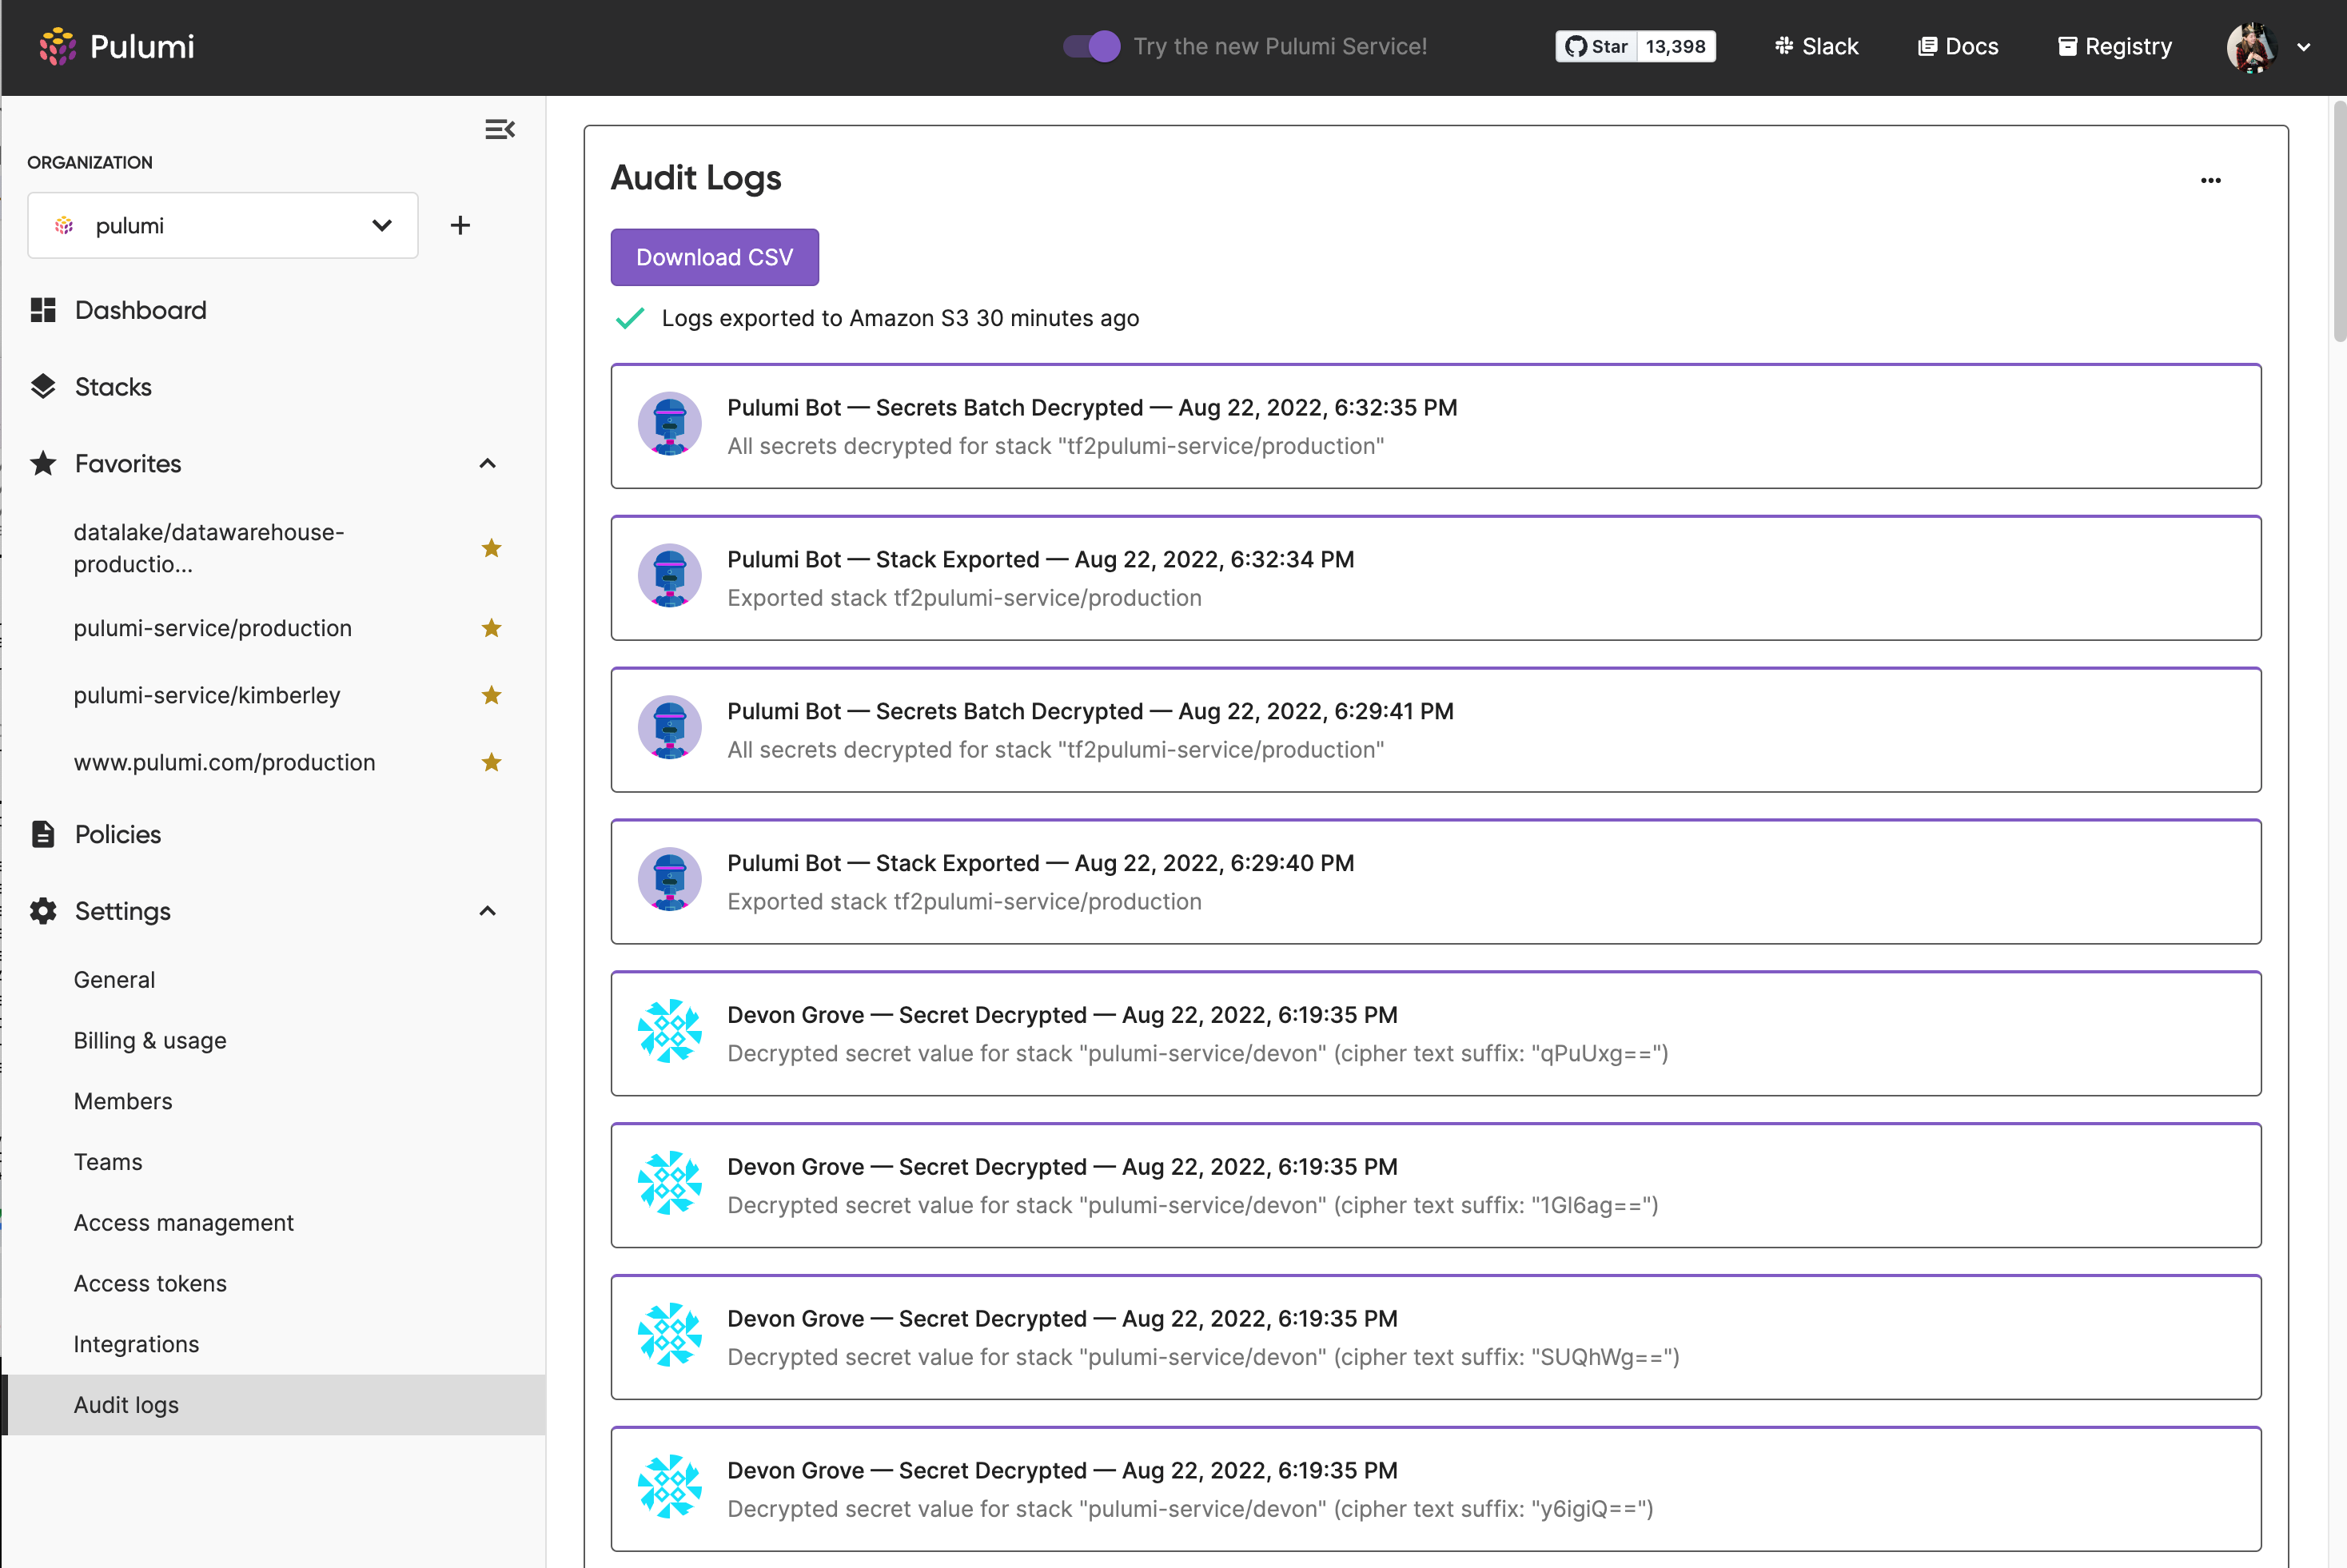 Pulumi
Try the new Pulumi Service!
Star 13,398
Slack
Docs
Registry
ORGANIZATION
pulumi
Dashboard
Stacks
Favorites
datalake/datawarehouse-
productio...
pulumi-service/production
pulumi-service/kimberley
www.pulumi.com/production
Policies
Settings
General
Billing & usage
Members
Teams
Access management
Access tokens
Integrations
Audit logs
Audit Logs
Download CSV
Logs exported to Amazon S3 30 minutes ago
Pulumi Bot — Secrets Batch Decrypted — Aug 22, 2022, 6:32:35 PM
All secrets decrypted for stack "tf2pulumi-service/production"
Pulumi Bot — Stack Exported — Aug 22, 2022, 6:32:34 PM
Exported stack tf2pulumi-service/production
Pulumi Bot — Secrets Batch Decrypted — Aug 22, 2022, 6:29:41 PM
All secrets decrypted for stack "tf2pulumi-service/production"
Pulumi Bot — Stack Exported — Aug 22, 2022, 6:29:40 PM
Exported stack tf2pulumi-service/production
Devon Grove — Secret Decrypted — Aug 22, 2022, 6:19:35 PM
Decrypted secret value for stack "pulumi-service/devon" (cipher text suffix: "qPuUxg==")
Devon Grove — Secret Decrypted — Aug 22, 2022, 6:19:35 PM
Decrypted secret value for stack "pulumi-service/devon" (cipher text suffix: "1Gl6ag==")
Devon Grove — Secret Decrypted — Aug 22, 2022, 6:19:35 PM
Decrypted secret value for stack "pulumi-service/devon" (cipher text suffix: "SUQhWg==")
Devon Grove — Secret Decrypted — Aug 22, 2022, 6:19:35 PM
Decrypted secret value for stack "pulumi-service/devon" (cipher text suffix: "y6igiQ==")